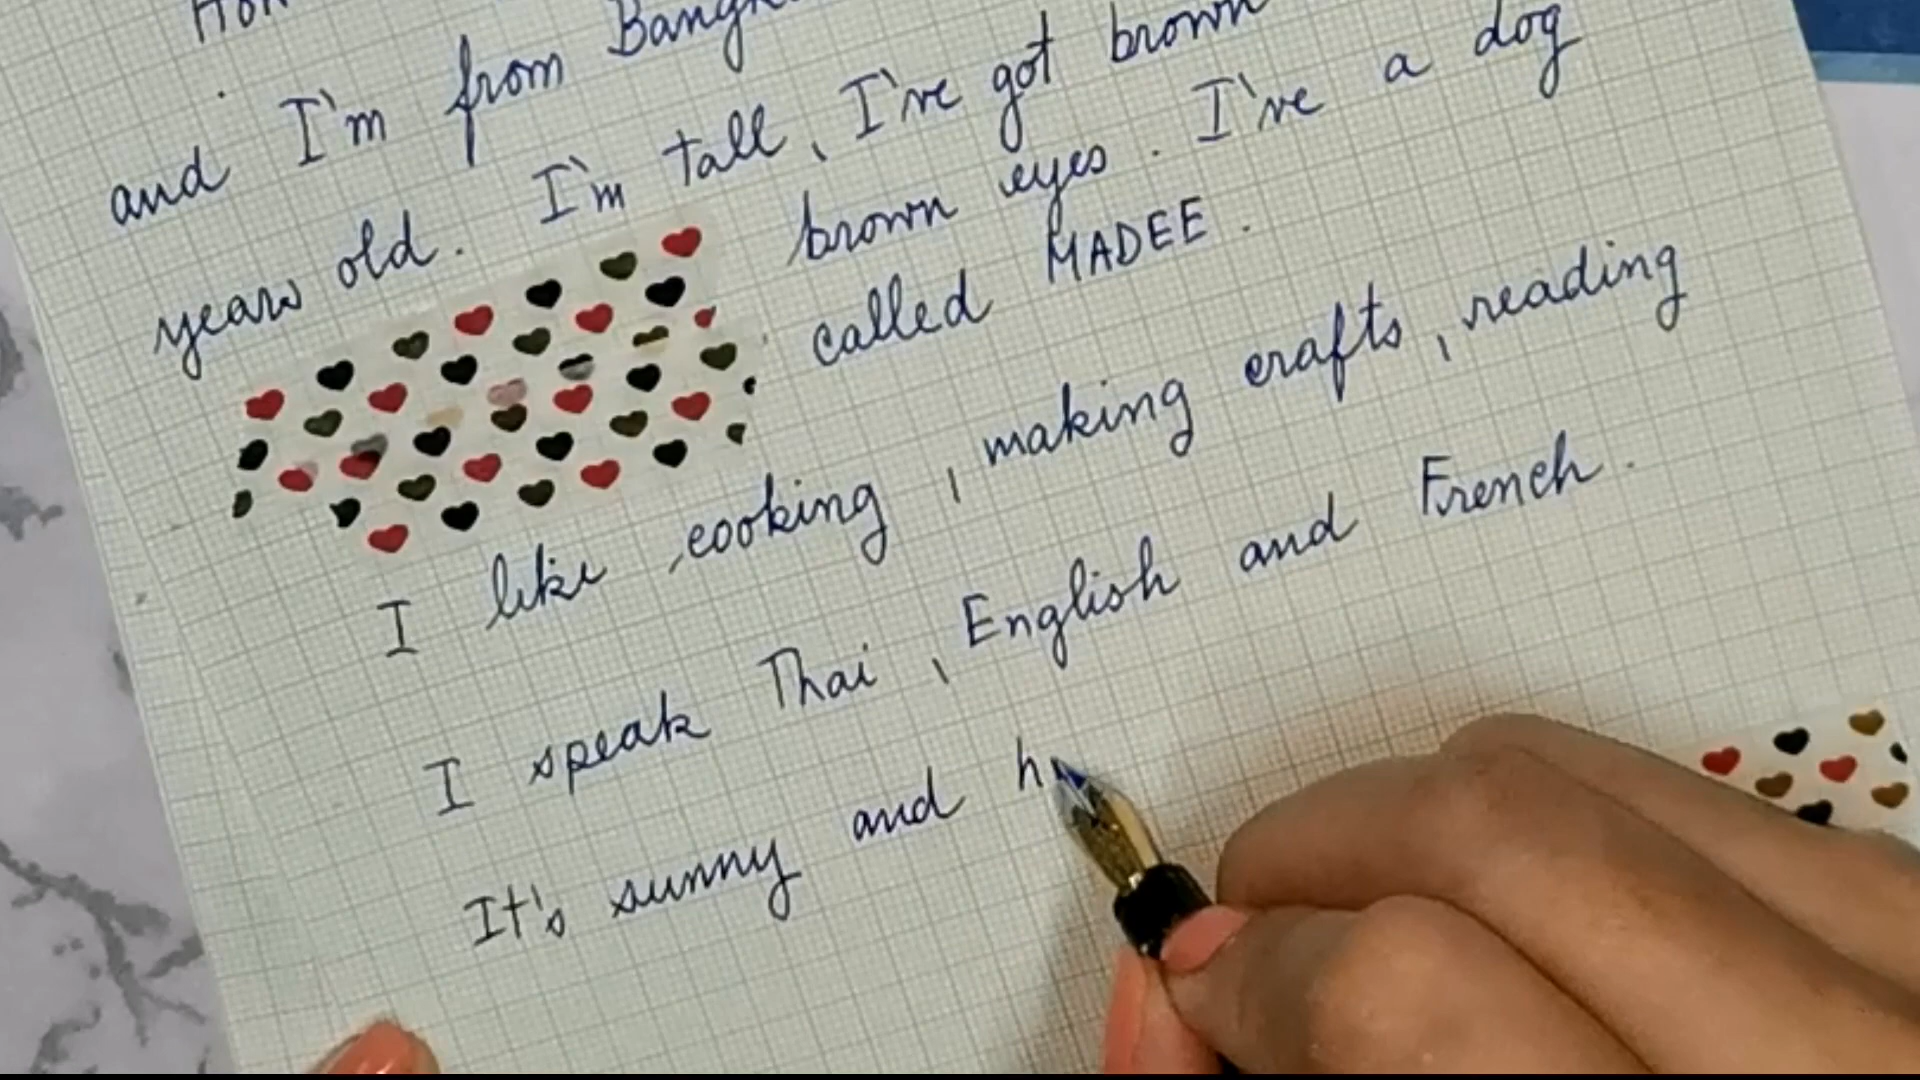 and I'm from
years old. I'm tall, I've got brown
brown eyes. I've a dog
called MADEE.
I like cooking, making crafts, reading
I speak Thai, English and French.
It's sunny and h